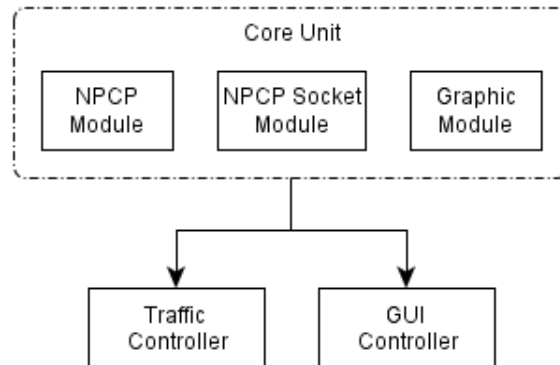 Core Unit
NPCP NPCP Socket Graphic
Module Module Module
Traffic GUI
Controller Controller